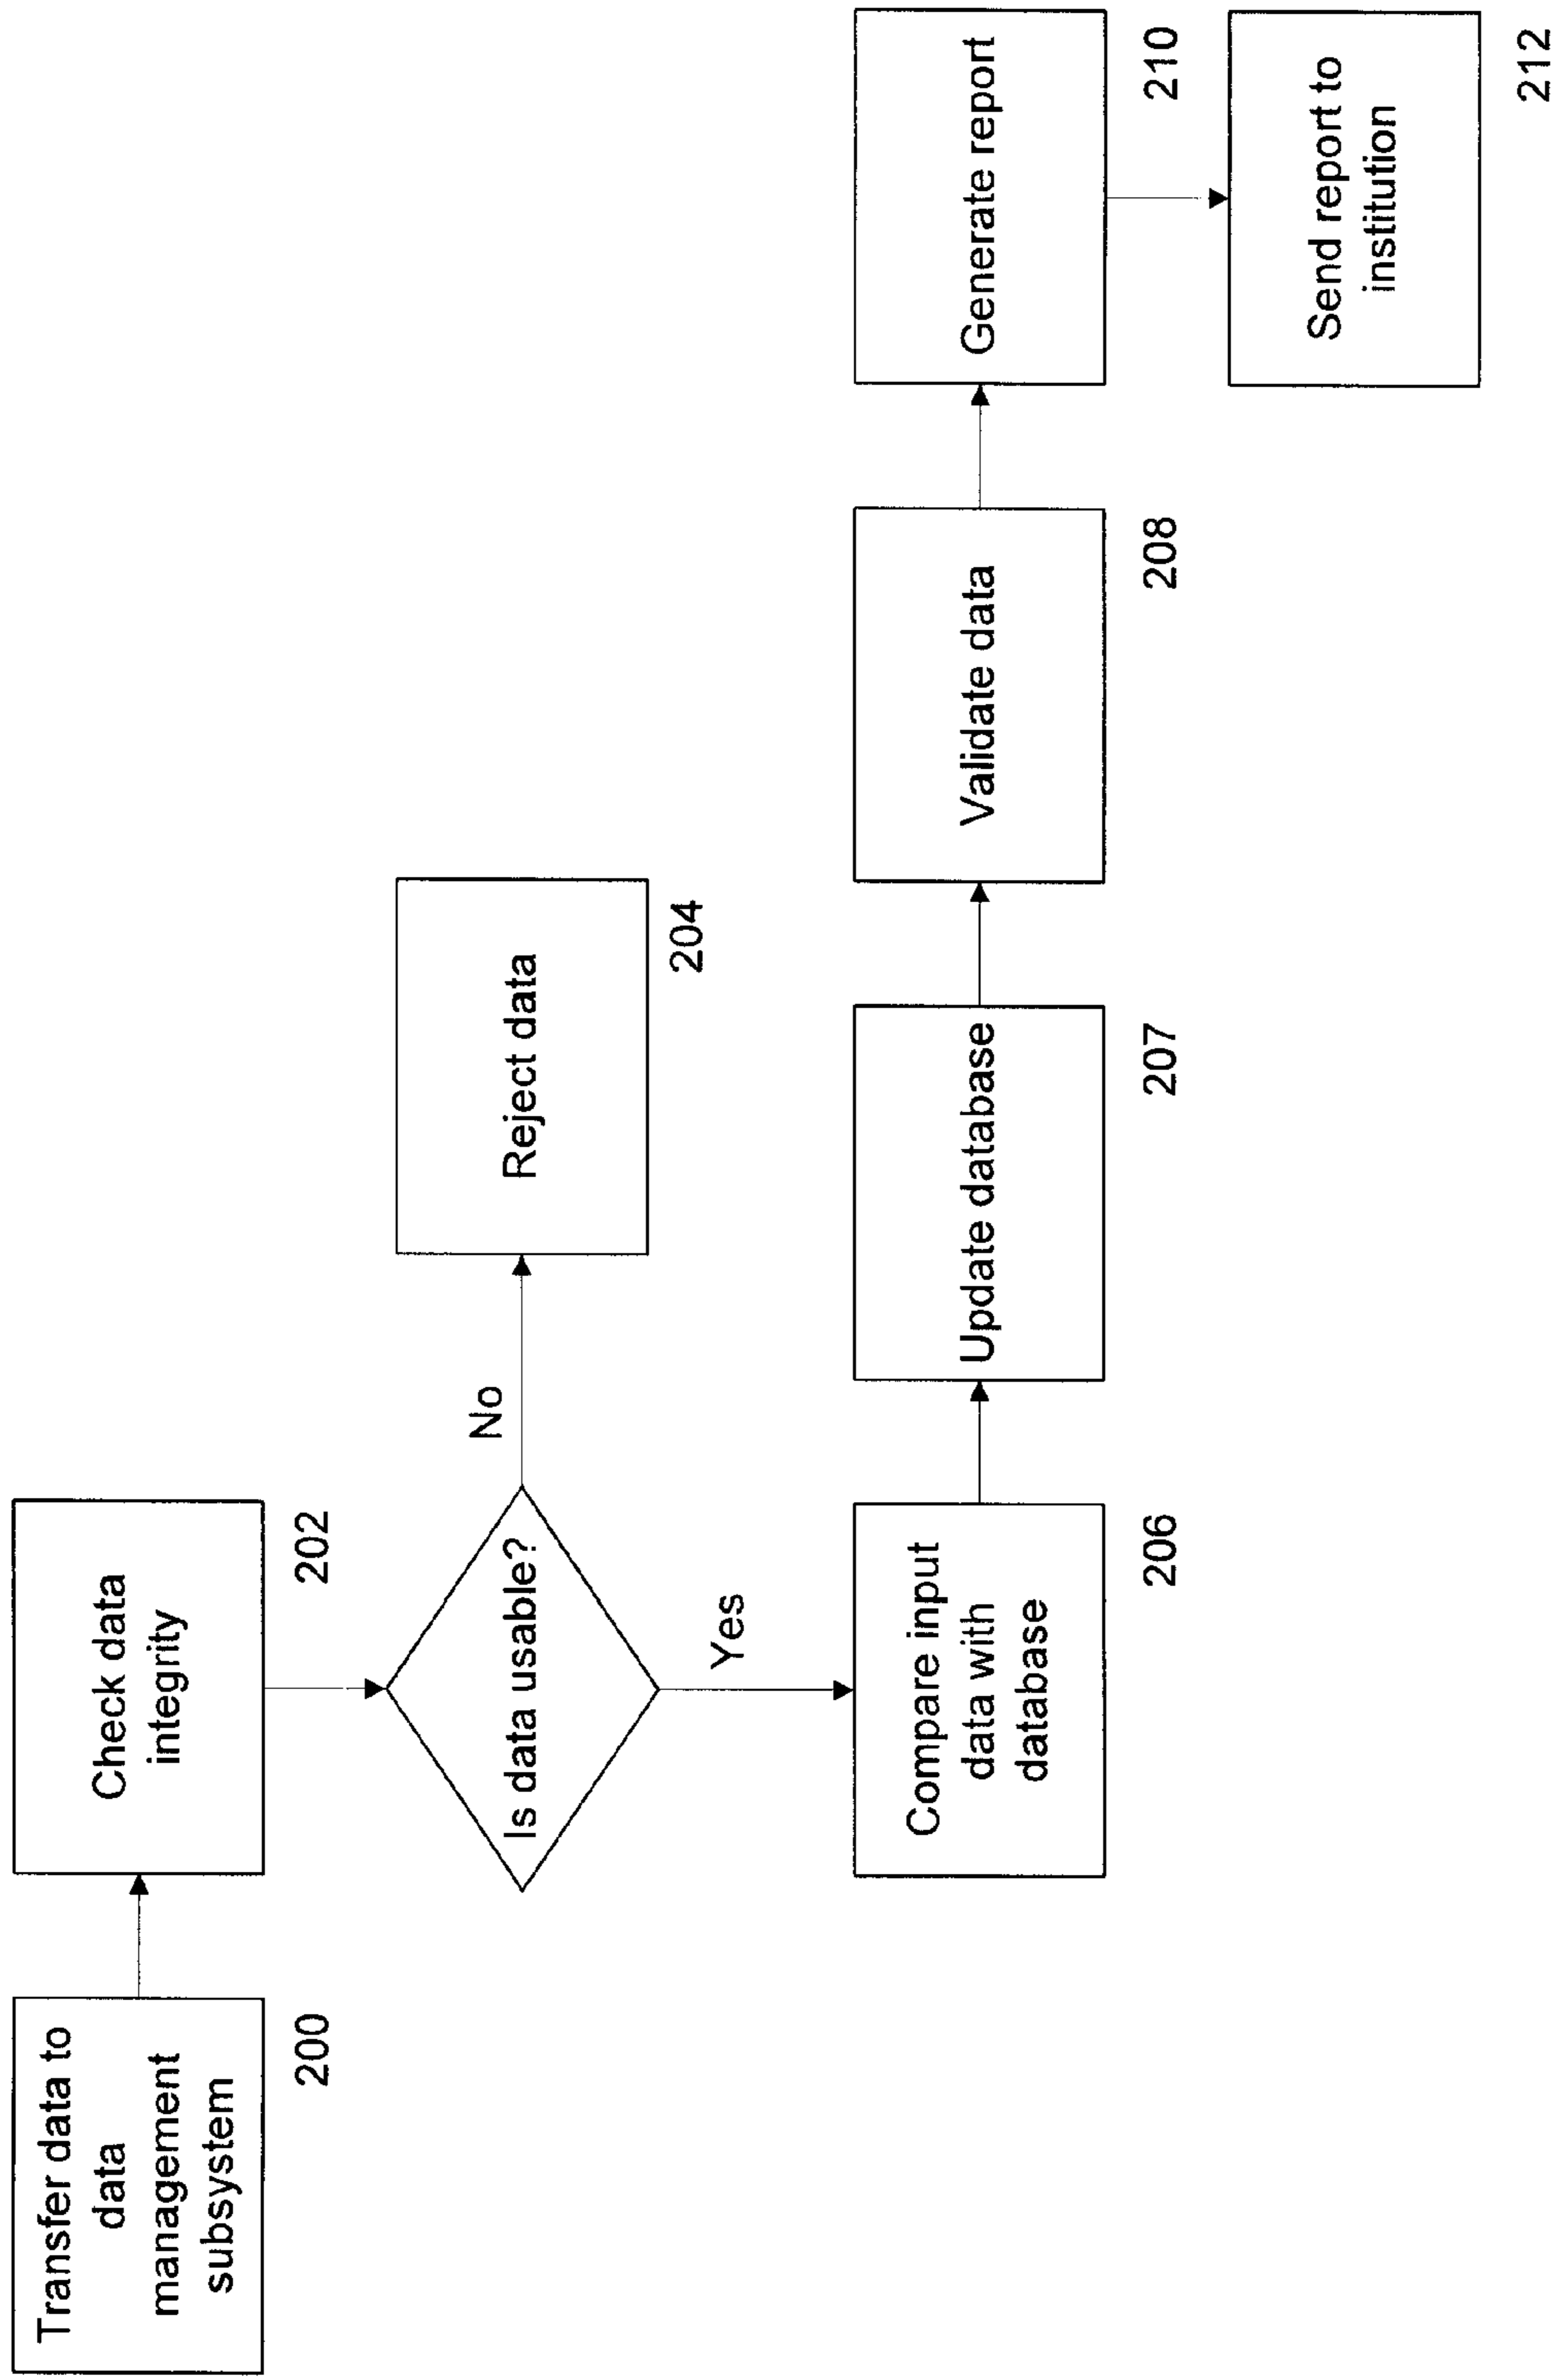 Transfer data to
data
management
subsystem
200
Check data
integrity
202
Is data usable?
No
Reject data
204
Yes
Compare input
data with
database
206
Update database
207
Validate data
208
Generate report
210
Send report to
institution
212